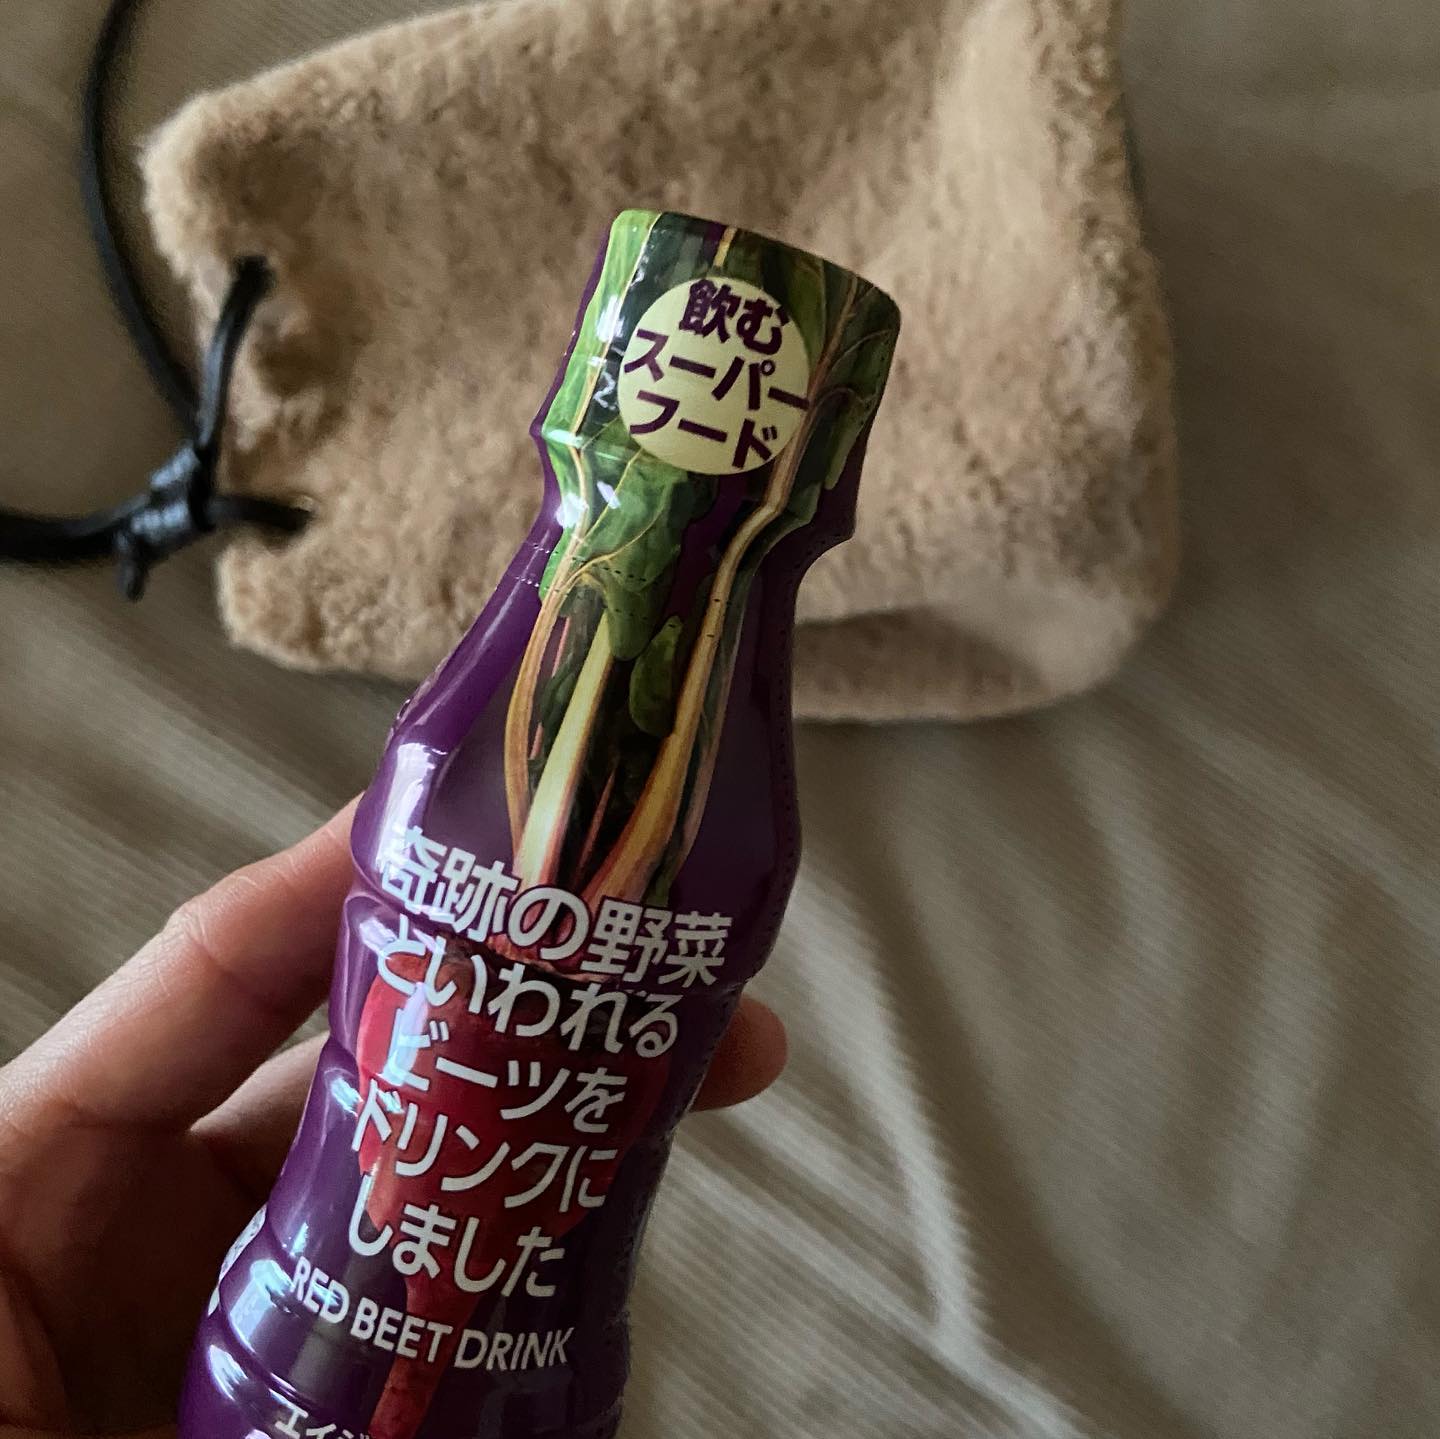 飲む
スーパー
フード
奇跡の野菜
といわれる
ビーツを
ドリンクに
しました
RED BEET DRINK